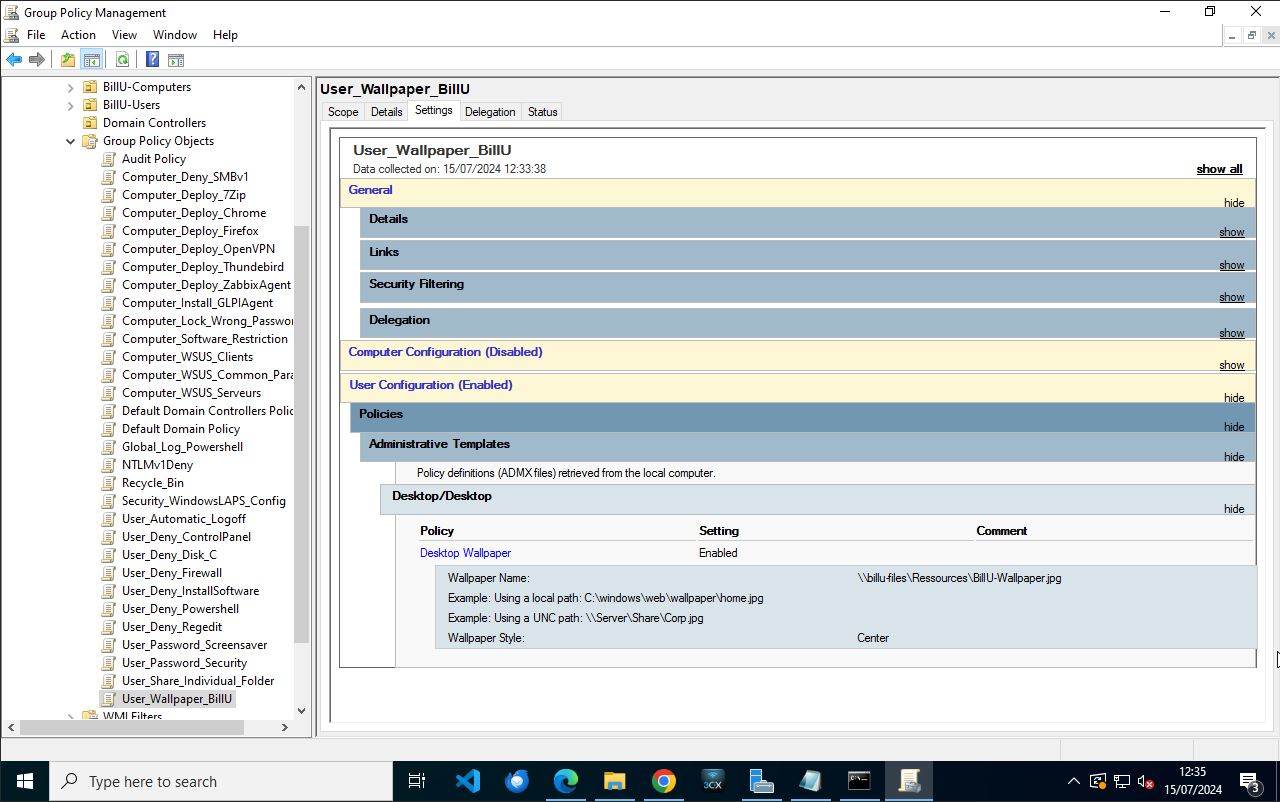 Group Policy Management
File Action View Window Help
BillU-Computers
BillU-Users
Domain Controllers
Group Policy Objects
Audit Policy
Computer_Deny_SMBv1
Computer_Deploy_7Zip
Computer_Deploy_Chrome
Computer_Deploy_Firefox
Computer_Deploy_OpenVPN
Computer_Deploy_Thundebird
Computer_Deploy_ZabbixAgent
Computer_Install_GLPIAgent
Computer_Lock_Wrong_Passwor
Computer_Software_Restriction
Computer_WSUS_Clients
Computer_WSUS_Common_Para
Computer_WSUS_Serveurs
Default Domain Controllers Polic
Default Domain Policy
Global_Log_Powershell
NTLMv1Deny
Recycle_Bin
Security_WindowsLAPS_Config
User_Automatic_Logoff
User_Deny_ControlPanel
User_Deny_Disk_C
User_Deny_Firewall
User_Deny_InstallSoftware
User_Deny_Powershell
User_Deny_Regedit
User_Password_Screensaver
User_Password_Security
User_Share_Individual_Folder
User_Wallpaper_BillU
WMI Filters
User_Wallpaper_BillU
Scope Details Settings Delegation Status
User_Wallpaper_BillU
Data collected on: 15/07/2024 12:33:38 show all
General
hide
Details
show
Links
show
Security Filtering
show
Delegation
show
Computer Configuration (Disabled)
show
User Configuration (Enabled)
hide
Policies
hide
Administrative Templates
hide
Policy definitions (ADMX files) retrieved from the local computer.
Desktop/Desktop
hide
Policy Setting Comment
Desktop Wallpaper Enabled
Wallpaper Name: \\billu-files\Ressources\BillU-Wallpaper.jpg
Example: Using a local path: C:\windows\web\wallpaper\home.jpg
Example: Using a UNC path: \\Server\Share\Corp.jpg
Wallpaper Style: Center
Type here to search
3CX
12:35
15/07/2024
3